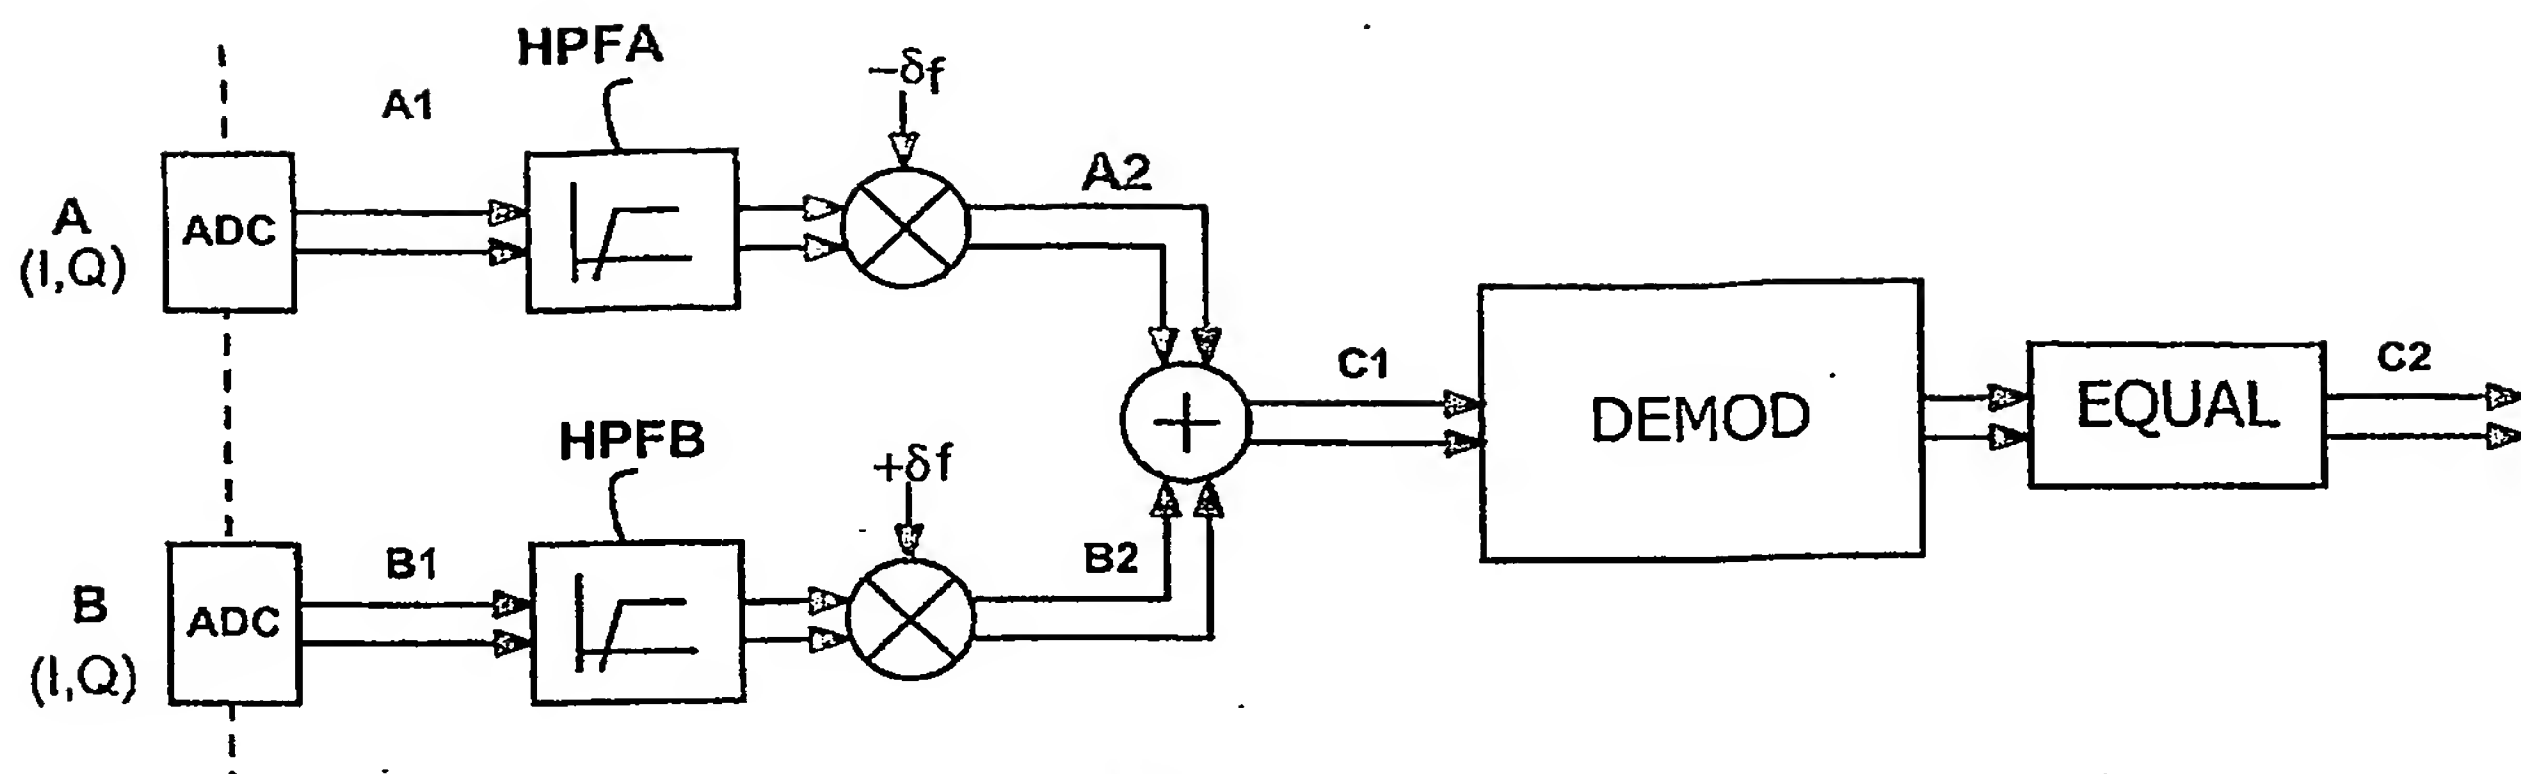 HPFA
−δf
A1
A2
A
(I,Q)
ADC
C1
C2
DEMOD
EQUAL
HPFB
+δf
B1
B2
B
(I,Q)
ADC